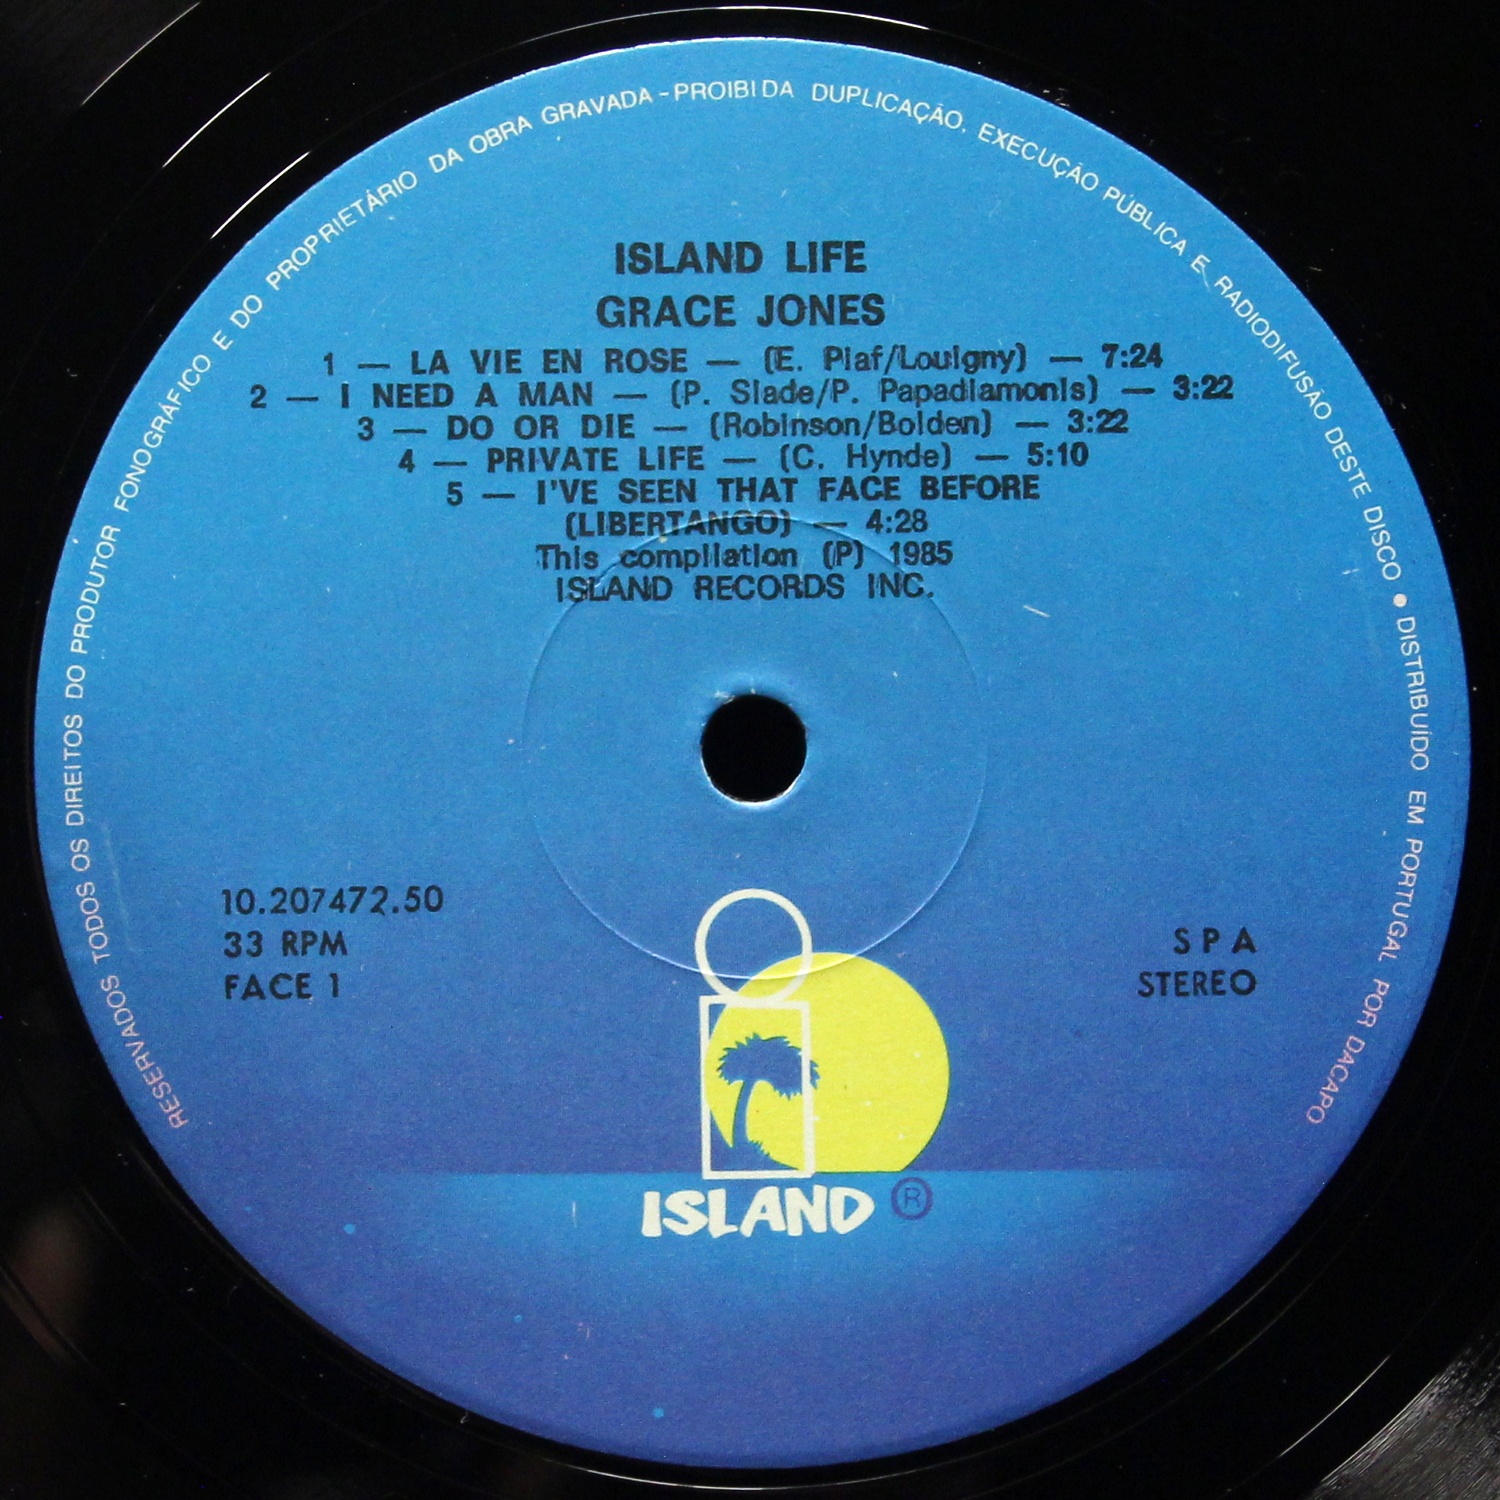 RESERVADOS TODOS OS DIREITOS DO PRODUTOR FONOGRÁFICO E DO PROPRIETÁRIO DA OBRA GRAVADA - PROIBIDA DUPLICAÇÃO, EXECUÇÃO PÚBLICA E RADIODIFUSÃO DESTE DISCO ● DISTRIBUÍDO EM PORTUGAL POR DACAPO
ISLAND LIFE
GRACE JONES
1 — LA VIE EN ROSE — (E. Piaf/Louigny) — 7:24
2 — I NEED A MAN — (P. Slade/P. Papadiamonis) — 3:22
3 — DO OR DIE — (Robinson/Bolden) — 3:22
4 — PRIVATE LIFE — (C. Hynde) — 5:10
5 — I'VE SEEN THAT FACE BEFORE
(LIBERTANGO) — 4:28
This compilation (P) 1985
ISLAND RECORDS INC.
10.207472.50
33 RPM
FACE 1
SPA
STEREO
ISLAND ®